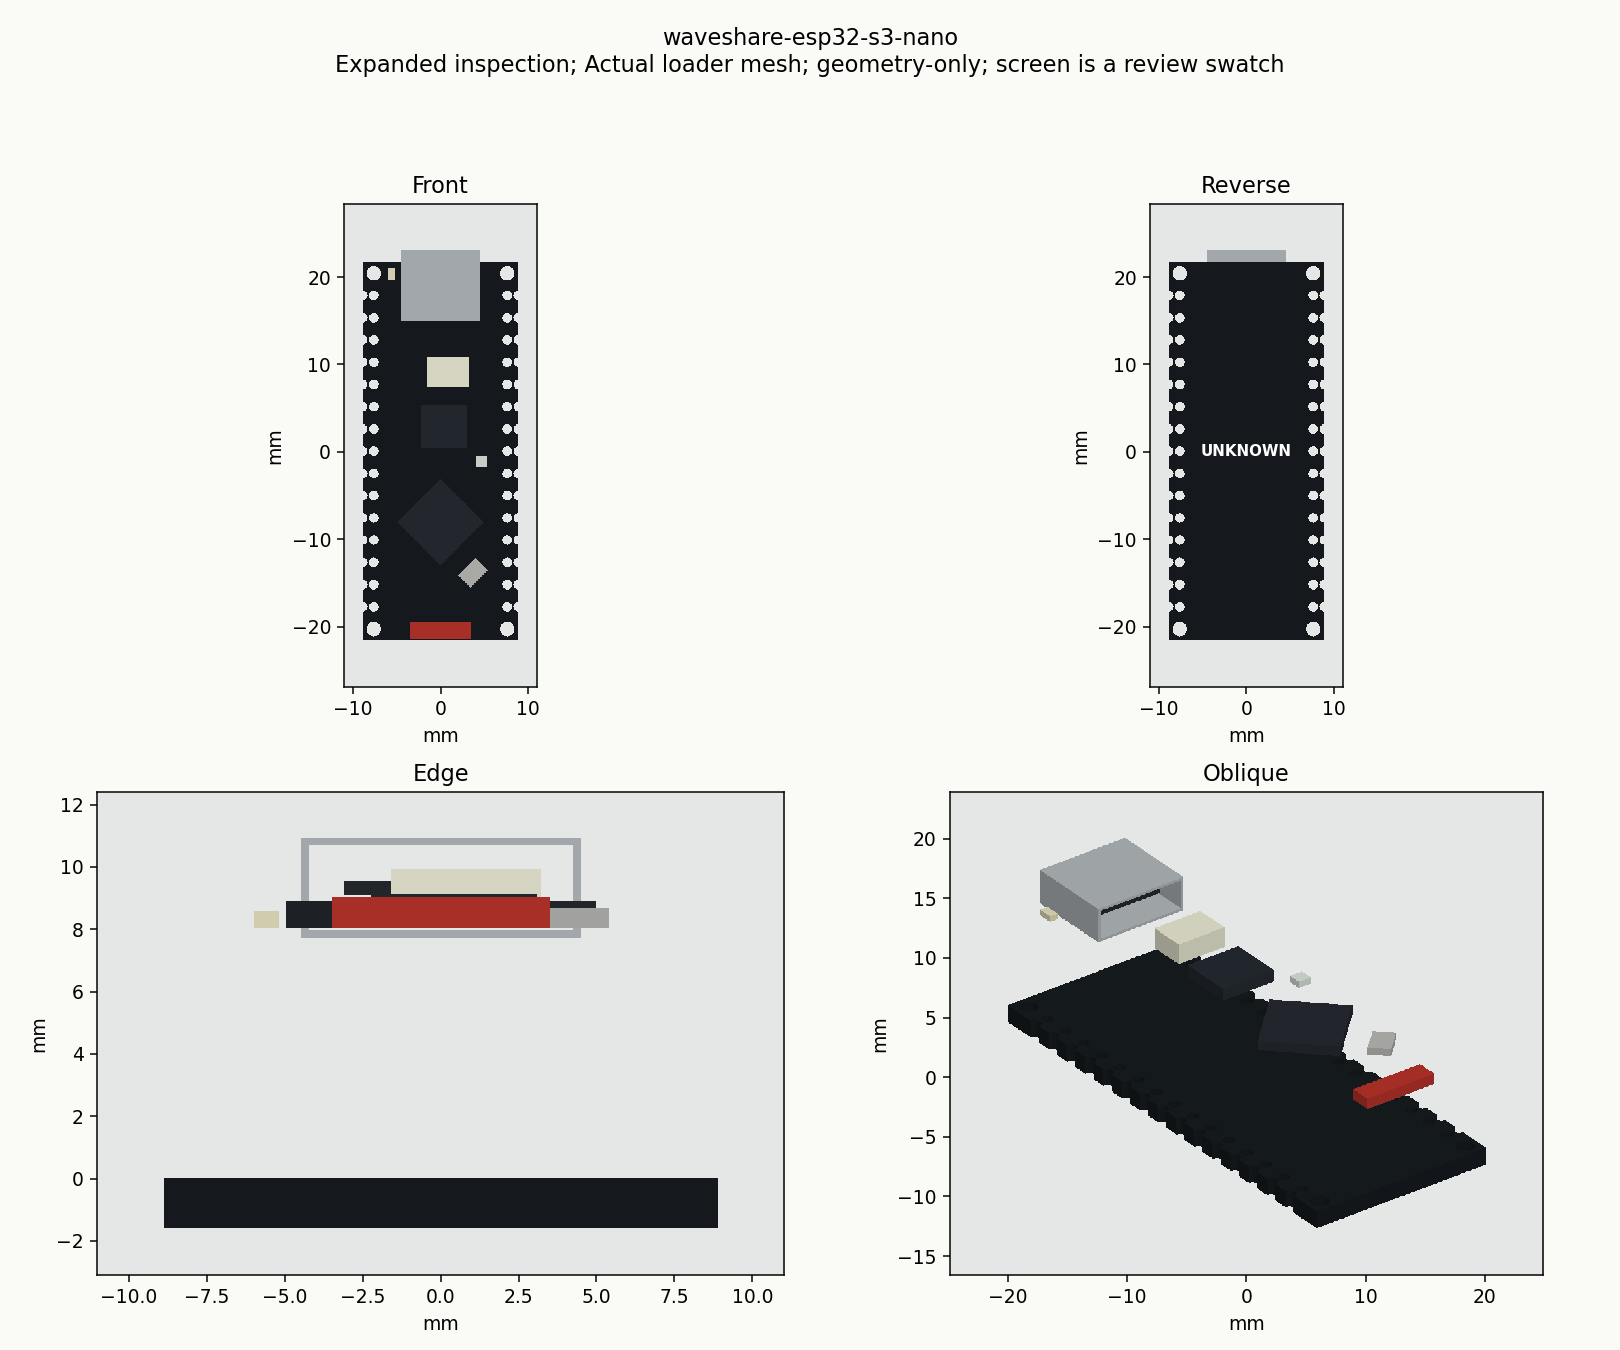 waveshare-esp32-s3-nano
Expanded inspection; Actual loader mesh; geometry-only; screen is a review swatch
Front
20
10
0
−10
−20
mm
−10 0 10
mm
Reverse
20
10
0
−10
−20
mm
UNKNOWN
−10 0 10
mm
Edge
12
10
8
6
4
2
0
−2
mm
−10.0 −7.5 −5.0 −2.5 0.0 2.5 5.0 7.5 10.0
mm
Oblique
20
15
10
5
0
−5
−10
−15
mm
−20 −10 0 10 20
mm